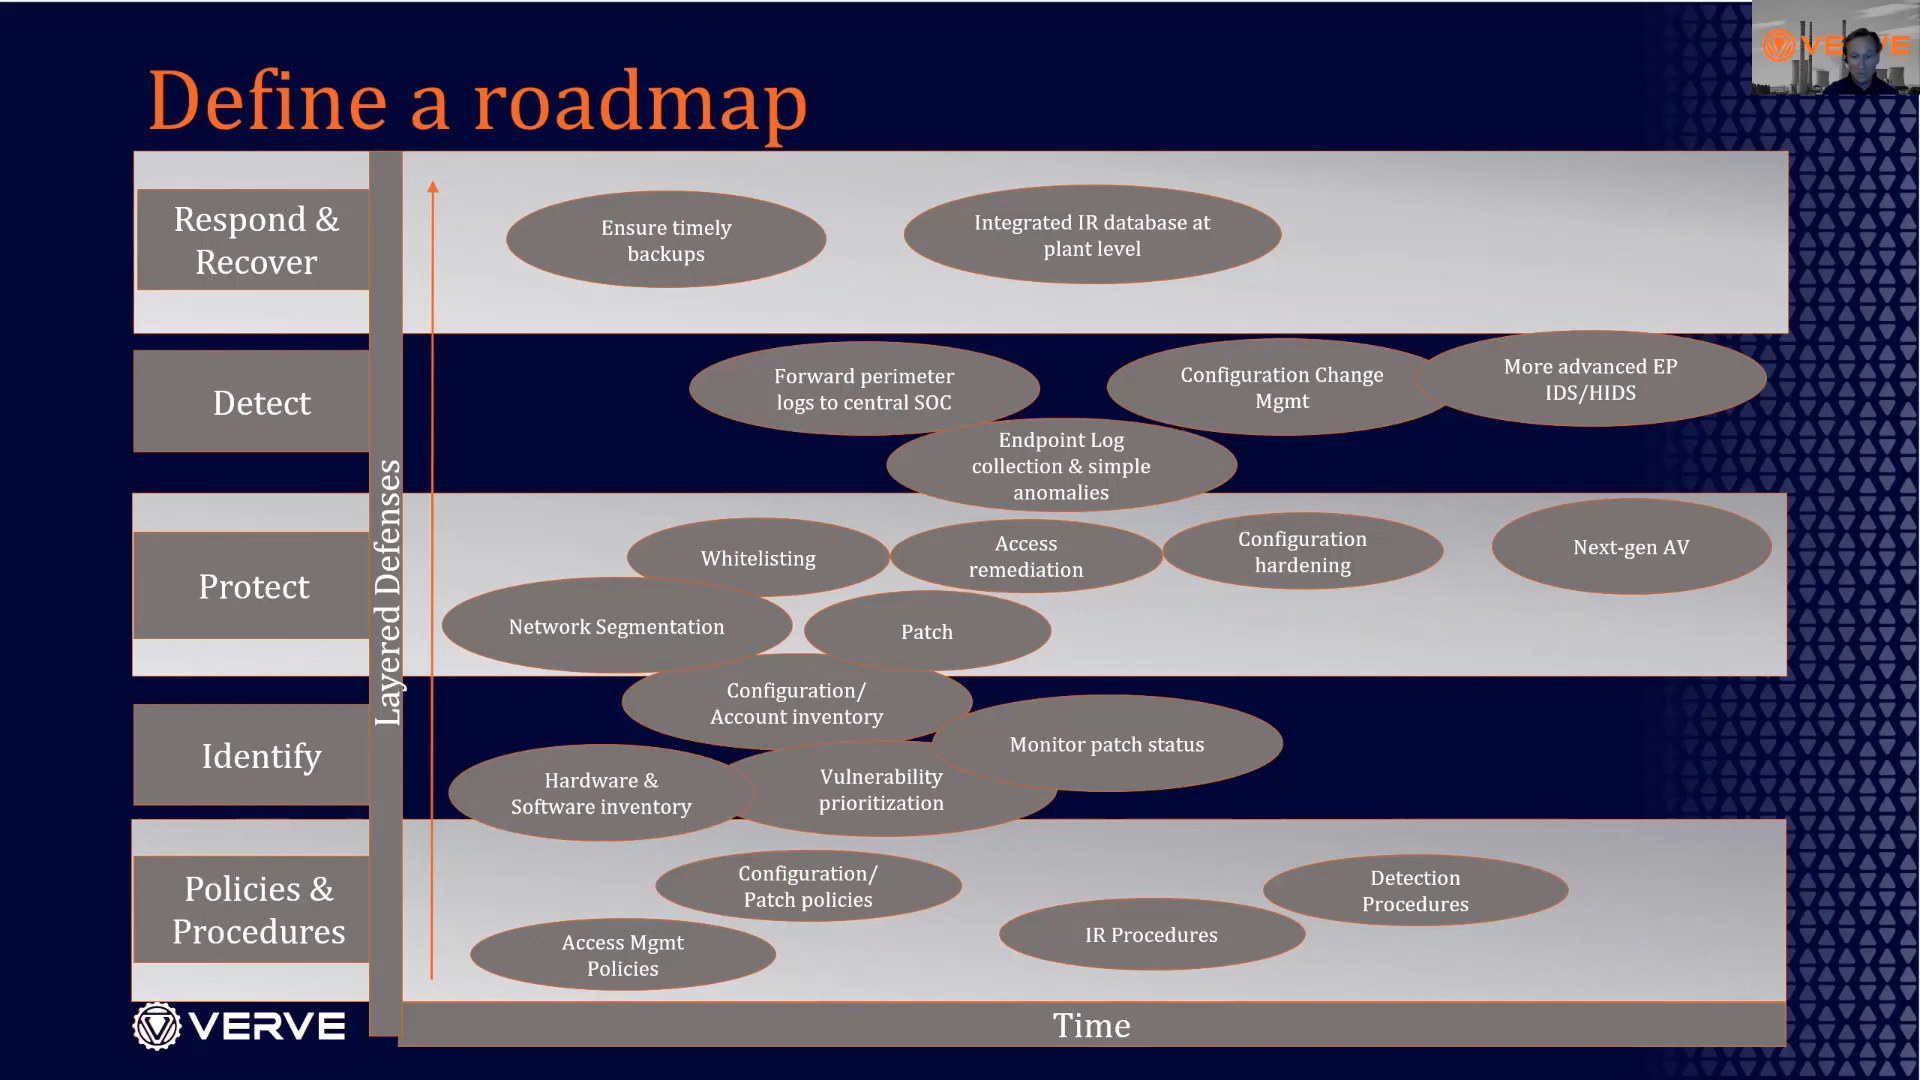 Define a roadmap
VERVE
Respond &
Recover
Ensure timely
backups
Integrated IR database at
plant level
Detect
Forward perimeter
logs to central SOC
Configuration Change
Mgmt
More advanced EP
IDS/HIDS
Endpoint Log
collection & simple
anomalies
Layered Defenses
Protect
Whitelisting
Access
remediation
Configuration
hardening
Next-gen AV
Network Segmentation
Patch
Identify
Configuration/
Account inventory
Monitor patch status
Hardware &
Software inventory
Vulnerability
prioritization
Policies &
Procedures
Configuration/
Patch policies
Detection
Procedures
Access Mgmt
Policies
IR Procedures
VERVE
Time